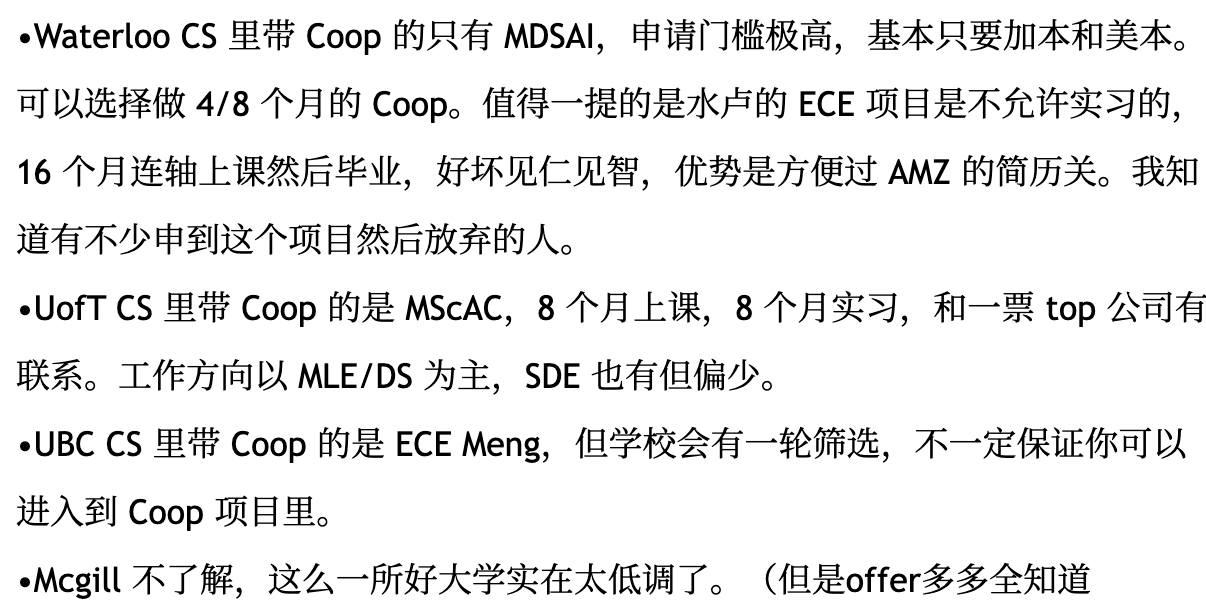 •Waterloo CS 里带 Coop 的只有 MDSAI，申请门槛极高，基本只要加本和美本。
可以选择做 4/8 个月的 Coop。值得一提的是水卢的 ECE 项目是不允许实习的，
16 个月连轴上课然后毕业，好坏见仁见智，优势是方便过 AMZ 的简历关。我知
道有不少申到这个项目然后放弃的人。
•UofT CS 里带 Coop 的是 MScAC，8 个月上课，8 个月实习，和一票 top 公司有
联系。工作方向以 MLE/DS 为主，SDE 也有但偏少。
•UBC CS 里带 Coop 的是 ECE Meng，但学校会有一轮筛选，不一定保证你可以
进入到 Coop 项目里。
•Mcgill 不了解，这么一所好大学实在太低调了。（但是offer多多全知道